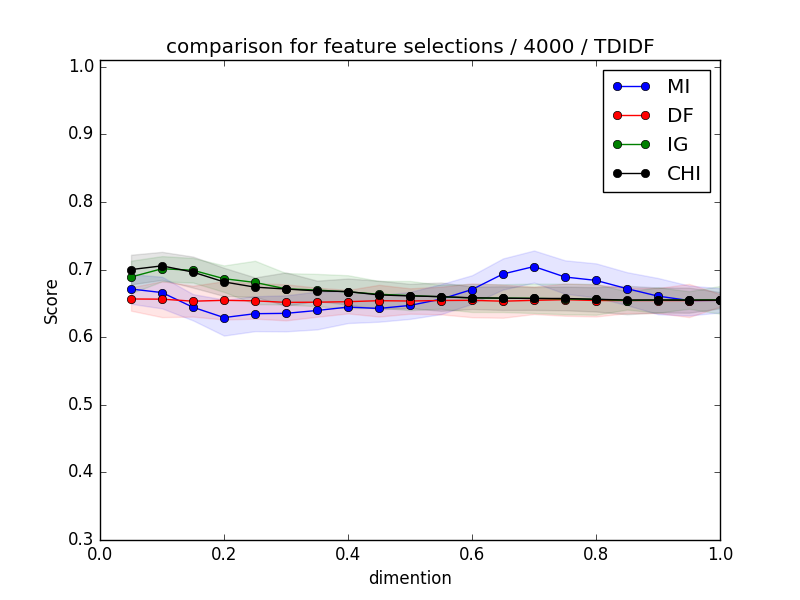 comparison for feature selections / 4000 / TDIDF
MI
DF
IG
CHI
1.0
0.9
0.8
0.7
0.6
0.5
0.4
0.3
Score
0.0 0.2 0.4 0.6 0.8 1.0
dimention